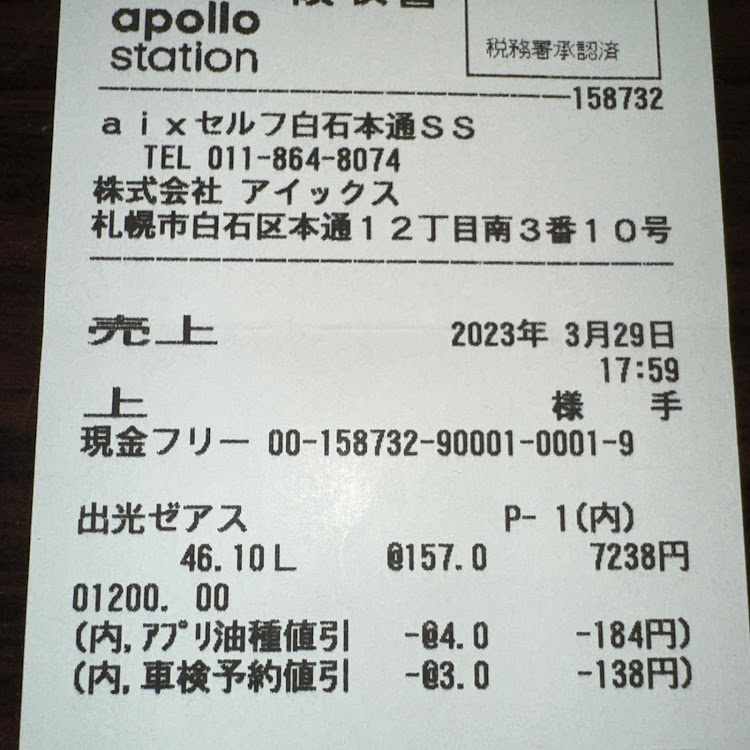 apollo
station
税務署承認済
158732
aixセルフ白石本通SS
TEL 011-864-8074
株式会社 アイックス
札幌市白石区本通12丁目南3番10号
売上 2023年 3月29日
17:59
上 様 手
現金フリー 00-158732-90001-0001-9
出光ゼアス P- 1(内)
46.10L @157.0 7238円
01200. 00
(内,アプリ油種値引 -@4.0 -184円)
(内,車検予約値引 -@3.0 -138円)